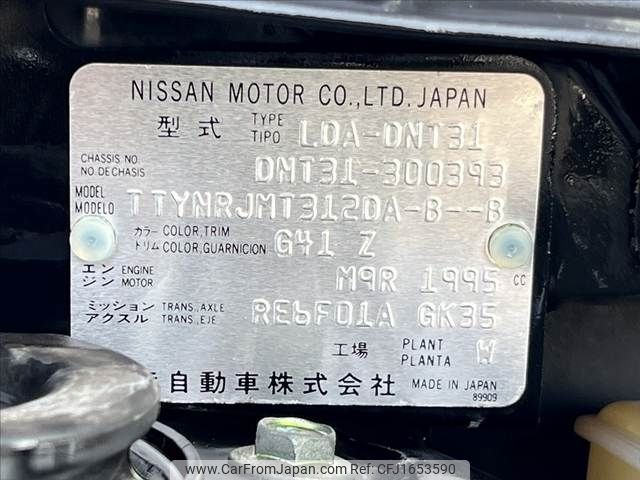 NISSAN MOTOR CO.,LTD. JAPAN
型式 TYPE TIPO LDA-DNT31
CHASSIS NO. NO DE CHASIS DNT31-300393
MODEL MODELO TTYNRJMT312DA-B--B
カラー COLOR,TRIM トリム COLOR,GUARNICION G41 Z
エンジン ENGINE MOTOR M9R 1995 CC
ミッション TRANS.,AXLE アクスル TRANS.,EJE RE6F01A GK35
工場 PLANT PLANTA W
自動車株式会社 MADE IN JAPAN
89909
www.CarFromJapan.com | CFJ1653590